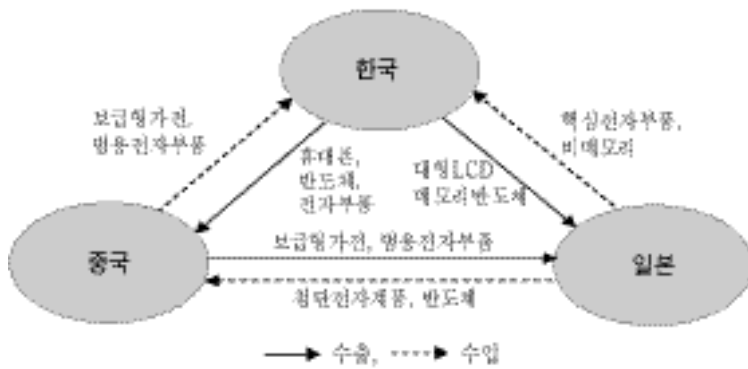 한국
보급형가전,
범용전자부품
핵심전자부품,
비메모리
휴대폰,
반도체,
전자부품
대형LCD
메모리반도체
중국
보급형가전, 범용전자부품
일본
첨단전자제품, 반도체
수출, 수입